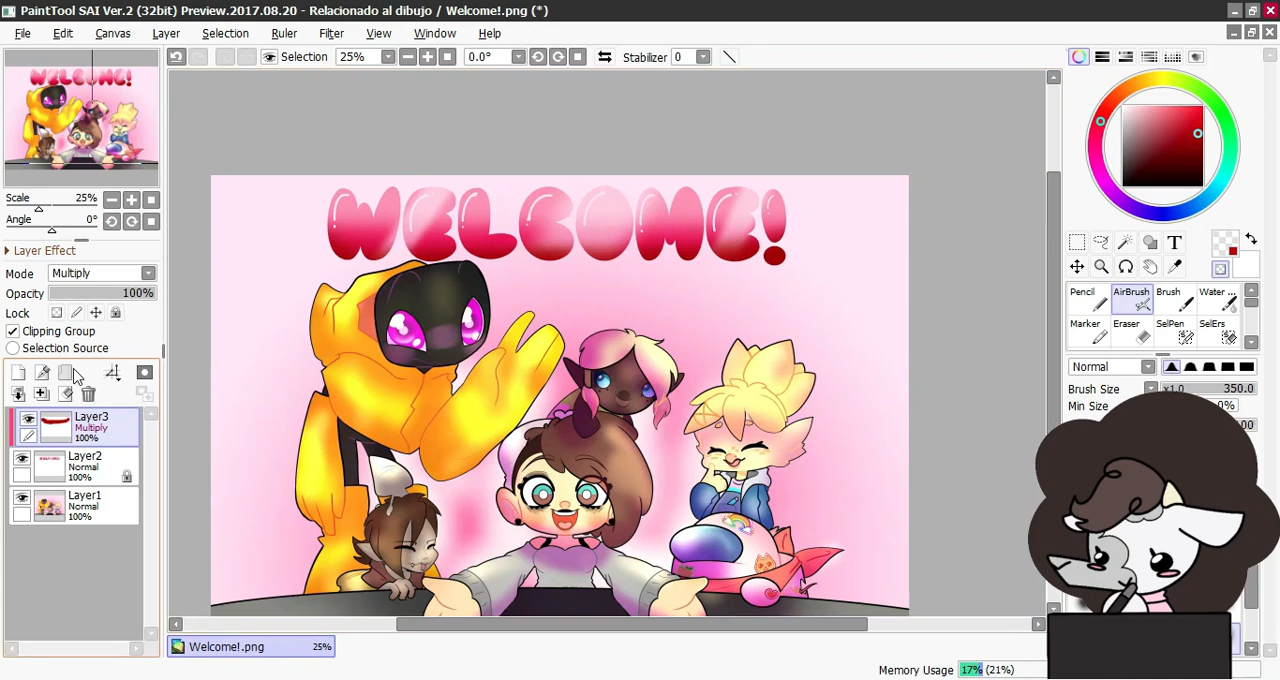 PaintTool SAI Ver.2 (32bit) Preview.2017.08.20 - Relacionado al dibujo / Welcome!.png (*)
File Edit Canvas Layer Selection Ruler Filter View Window Help
Selection 25% 0.0° Stabilizer 0
WELCOME!
Scale 25%
Angle 0°
Layer Effect
Mode Multiply
Opacity 100%
Lock
Clipping Group
Selection Source
Layer3
Multiply
100%
Layer2
Normal
100%
Layer1
Normal
100%
WELCOME!
T
Pencil AirBrush Brush Water ...
Marker Eraser SelPen SelErs
Normal
Brush Size x1.0 350.0
Min Size 0%
Welcome!.png 25%
Memory Usage 17% (21%)